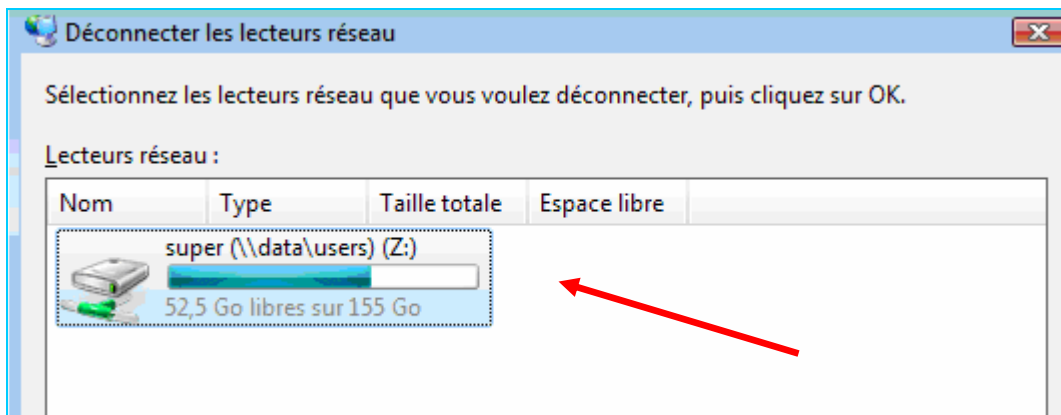 Déconnecter les lecteurs réseau
Sélectionnez les lecteurs réseau que vous voulez déconnecter, puis cliquez sur OK.
Lecteurs réseau :
Nom Type Taille totale Espace libre
super (\\data\users) (Z:)
52,5 Go libres sur 155 Go